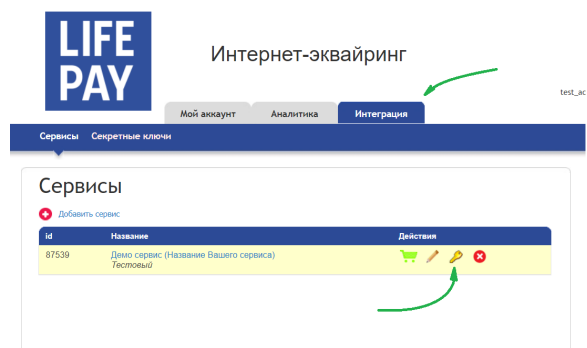 LIFE
PAY
Интернет-эквайринг
test_ac
Мой аккаунт Аналитика Интеграция
Сервисы Секретные ключи
Сервисы
Добавить сервис
id Название Действия
87539 Демо сервис (Название Вашего сервиса)
Тестовый